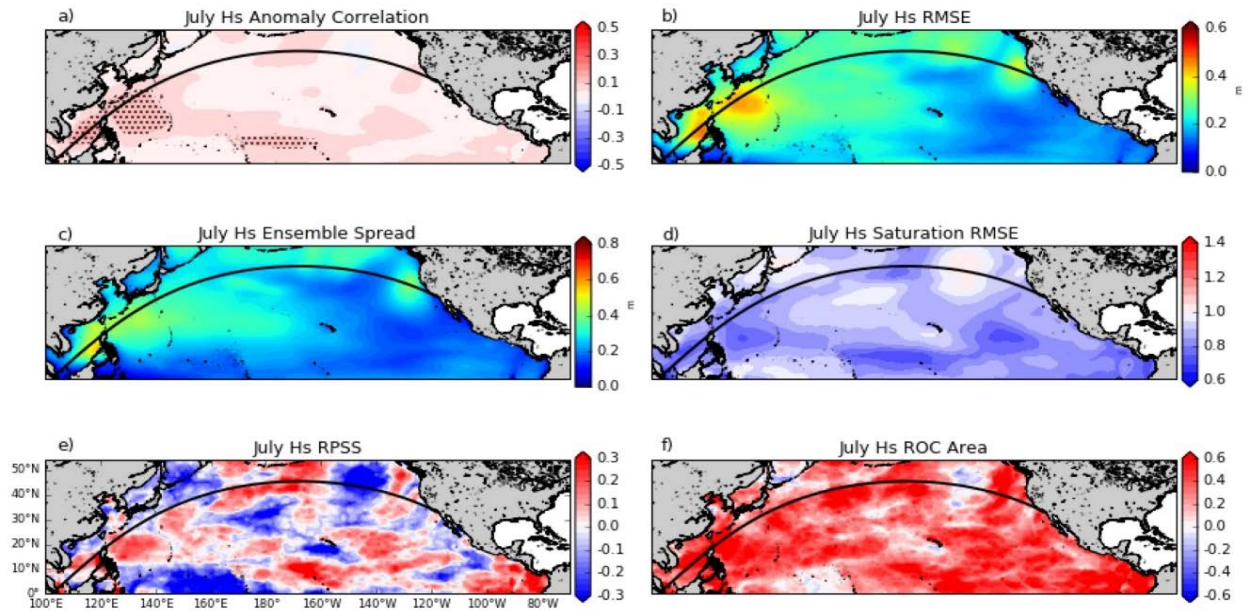 a) July Hs Anomaly Correlation
0.5
0.3
0.1
-0.1
-0.3
-0.5
b) July Hs RMSE
0.6
0.4
0.2
0.0
m
c) July Hs Ensemble Spread
0.8
0.6
0.4
0.2
0.0
m
d) July Hs Saturation RMSE
1.4
1.2
1.0
0.8
0.6
e) July Hs RPSS
50°N
40°N
30°N
20°N
10°N
0°
100°E 120°E 140°E 160°E 180° 160°W 140°W 120°W 100°W 80°W
0.3
0.2
0.1
0.0
-0.1
-0.2
-0.3
f) July Hs ROC Area
0.6
0.4
0.2
0.0
-0.2
-0.4
-0.6